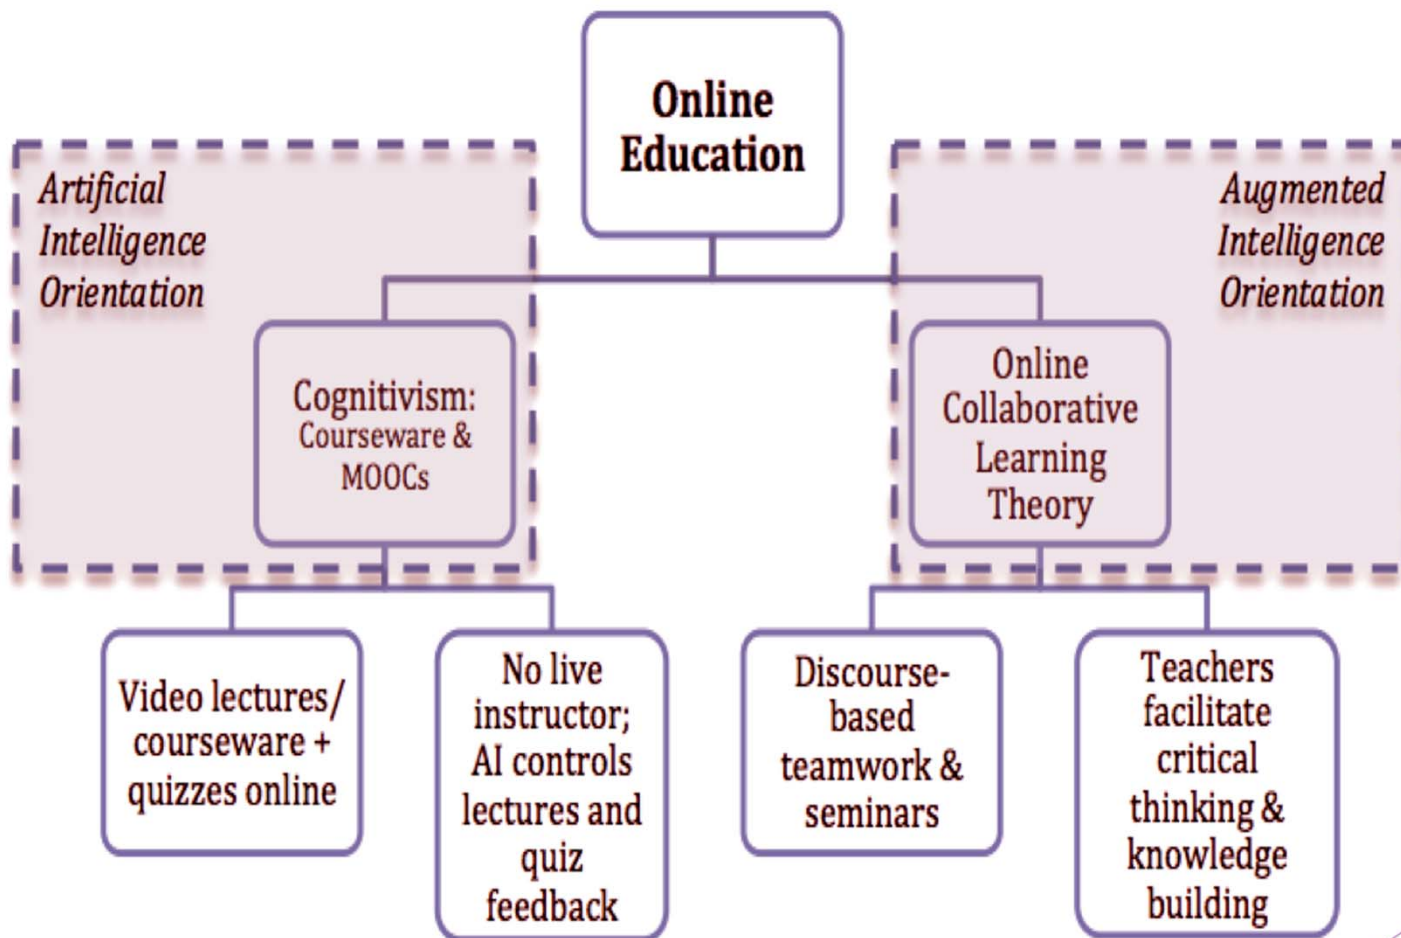 Online
Education
Artificial
Intelligence
Orientation
Augmented
Intelligence
Orientation
Cognitivism:
Courseware &
MOOCs
Online
Collaborative
Learning
Theory
Video lectures/
courseware +
quizzes online
No live
instructor;
AI controls
lectures and
quiz
feedback
Discourse-
based
teamwork &
seminars
Teachers
facilitate
critical
thinking &
knowledge
building